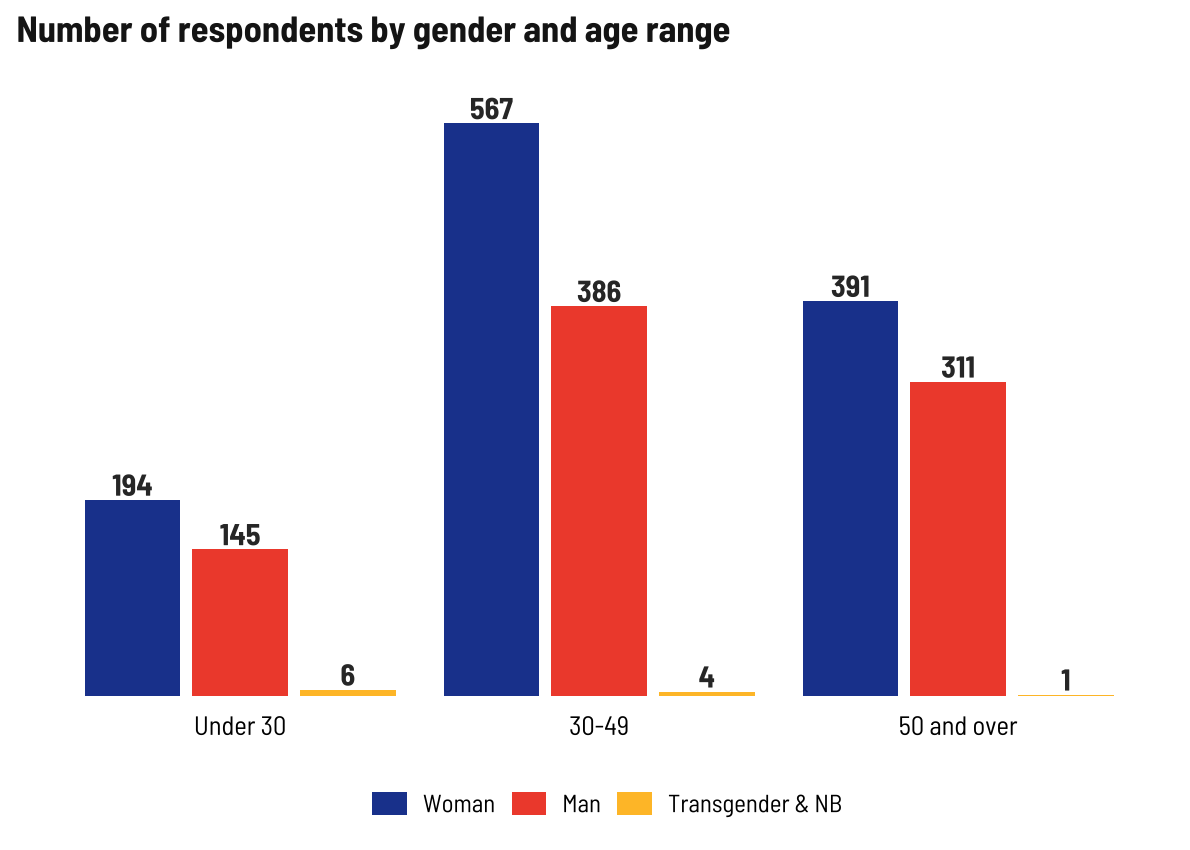 Number of respondents by gender and age range
567
386
391
311
194
145
6
4
1
Under 30
30-49
50 and over
Woman
Man
Transgender & NB